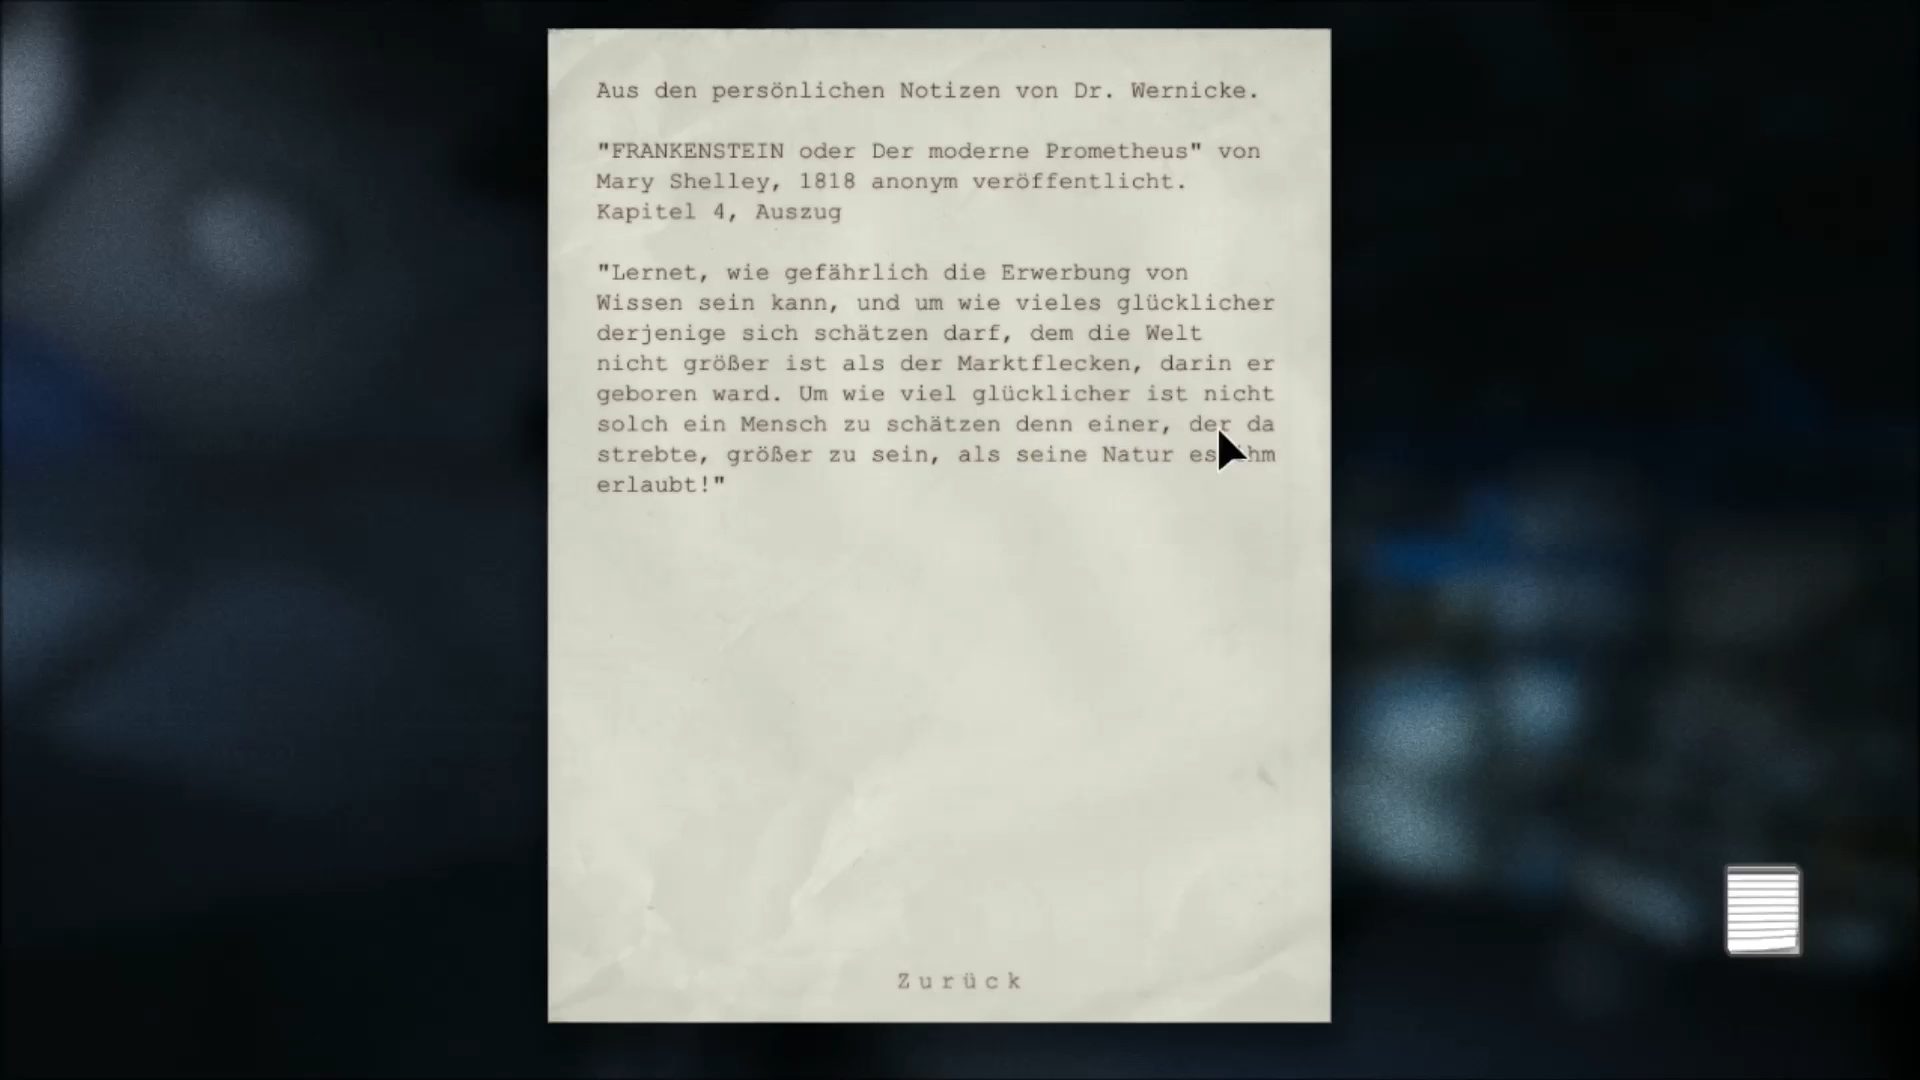 Aus den persönlichen Notizen von Dr. Wernicke.
"FRANKENSTEIN oder Der moderne Prometheus" von
Mary Shelley, 1818 anonym veröffentlicht.
Kapitel 4, Auszug
"Lernet, wie gefährlich die Erwerbung von
Wissen sein kann, und um wie vieles glücklicher
derjenige sich schätzen darf, dem die Welt
nicht größer ist als der Marktflecken, darin er
geboren ward. Um wie viel glücklicher ist nicht
solch ein Mensch zu schätzen denn einer, der da
strebte, größer zu sein, als seine Natur es ihm
erlaubt!"
Zurück